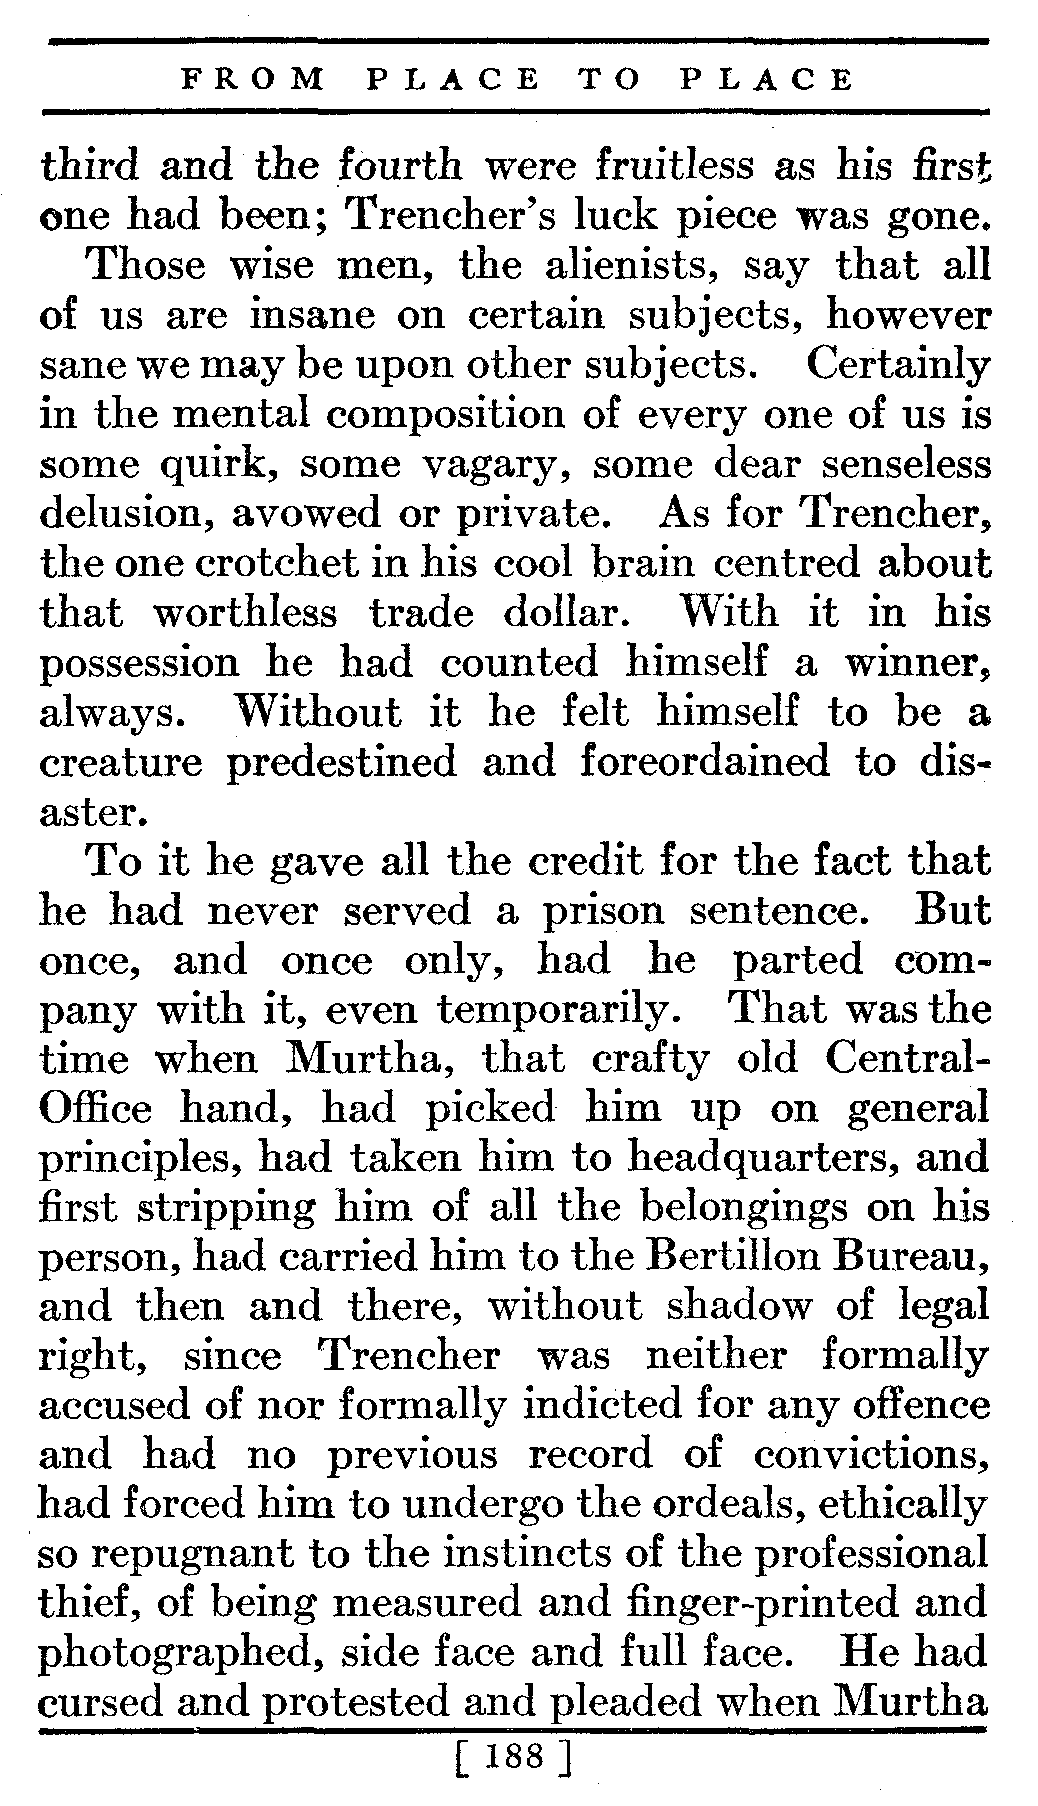 FROM PLACE TO PLACE
third and the fourth were fruitless as his first
one had been; Trencher's luck piece was gone.
Those wise men, the alienists, say that all
of us are insane on certain subjects, however
sane we may be upon other subjects. Certainly
in the mental composition of every one of us is
some quirk, some vagary, some dear senseless
delusion, avowed or private. As for Trencher,
the one crotchet in his cool brain centred about
that worthless trade dollar. With it in his
possession he had counted himself a winner,
always. Without it he felt himself to be a
creature predestined and foreordained to dis-
aster.
To it he gave all the credit for the fact that
he had never served a prison sentence. But
once, and once only, had he parted com-
pany with it, even temporarily. That was the
time when Murtha, that crafty old Central-
Office hand, had picked him up on general
principles, had taken him to headquarters, and
first stripping him of all the belongings on his
person, had carried him to the Bertillon Bureau,
and then and there, without shadow of legal
right, since Trencher was neither formally
accused of nor formally indicted for any offence
and had no previous record of convictions,
had forced him to undergo the ordeals, ethically
so repugnant to the instincts of the professional
thief, of being measured and finger-printed and
photographed, side face and full face. He had
cursed and protested and pleaded when Murtha
[ 188 ]